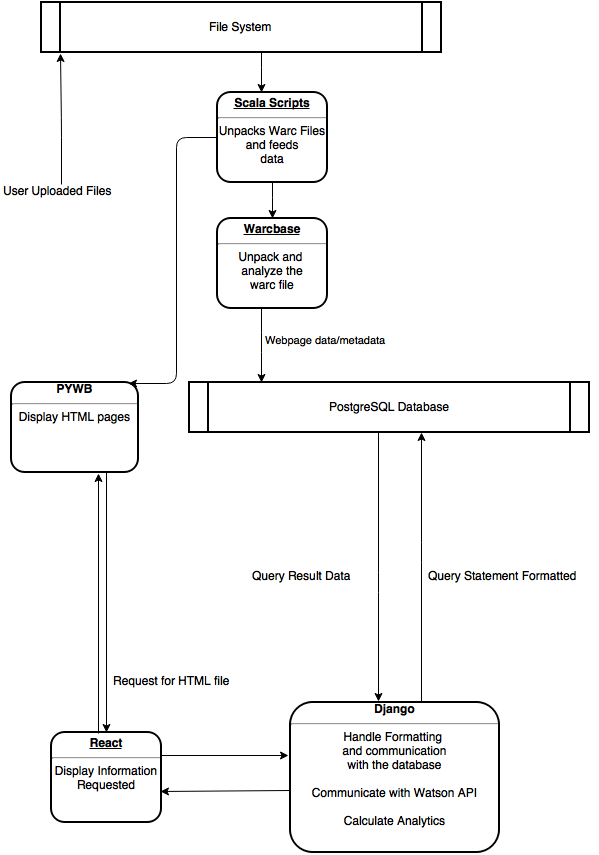 File System
Scala Scripts
Unpacks Warc Files
and feeds
data
User Uploaded Files
Warcbase
Unpack and
analyze the
warc file
Webpage data/metadata
PYWB
Display HTML pages
PostgreSQL Database
Query Result Data
Query Statement Formatted
Request for HTML file
React
Display Information
Requested
Django
Handle Formatting
and communication
with the database
Communicate with Watson API
Calculate Analytics